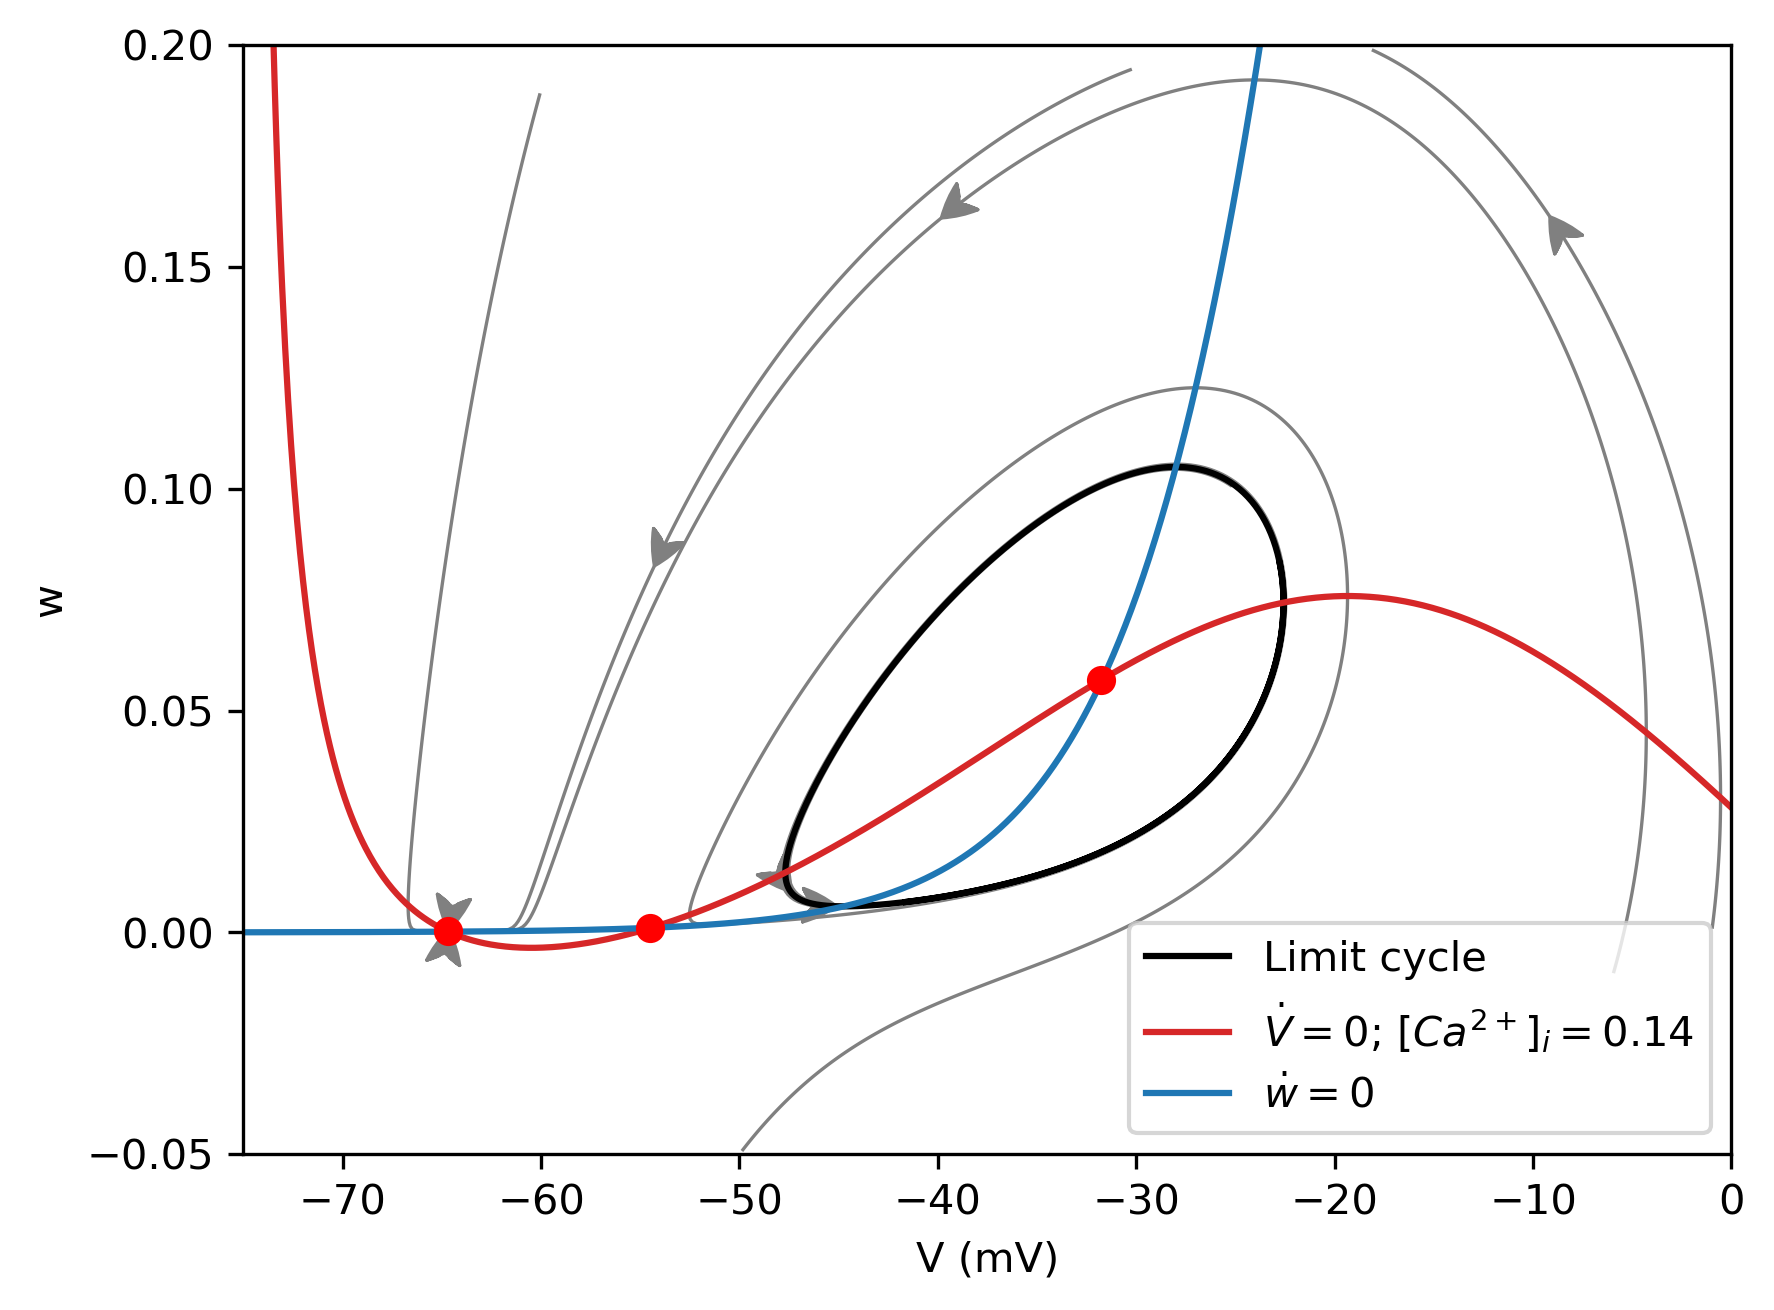 0.20
0.15
0.10
0.05
0.00
−0.05
w
−70 −60 −50 −40 −30 −20 −10 0
V (mV)
Limit cycle
V̇ = 0; [Ca²⁺]ᵢ = 0.14
ẇ = 0